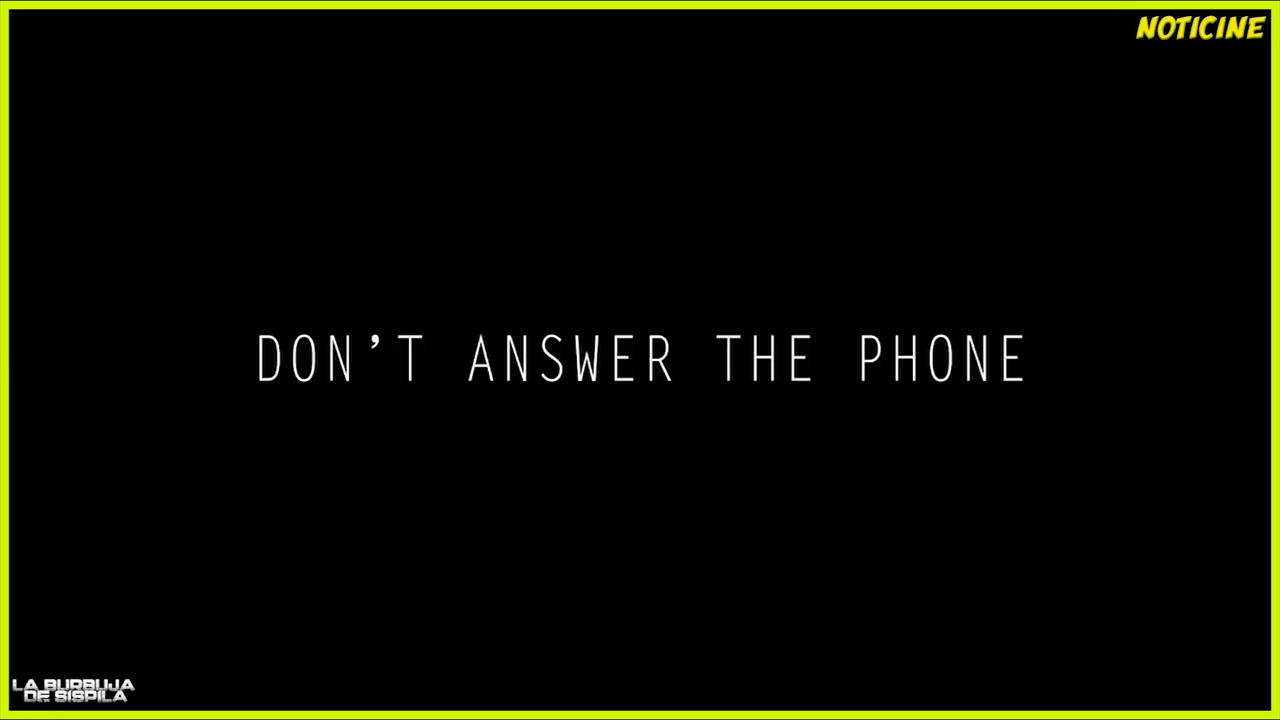 NOTICINE
DON'T ANSWER THE PHONE
LA BURBUJA
DE SISPILA